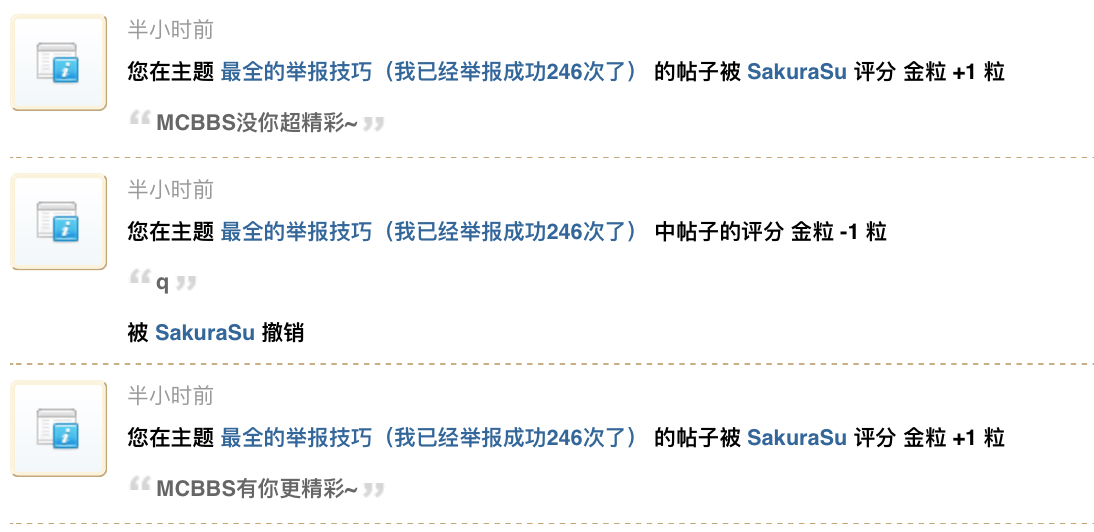 半小时前
您在主题 最全的举报技巧（我已经举报成功246次了） 的帖子被 SakuraSu 评分 金粒 +1 粒
“ MCBBS没你超精彩~ ”
半小时前
您在主题 最全的举报技巧（我已经举报成功246次了） 中帖子的评分 金粒 -1 粒
“ q ”
被 SakuraSu 撤销
半小时前
您在主题 最全的举报技巧（我已经举报成功246次了） 的帖子被 SakuraSu 评分 金粒 +1 粒
“ MCBBS有你更精彩~ ”